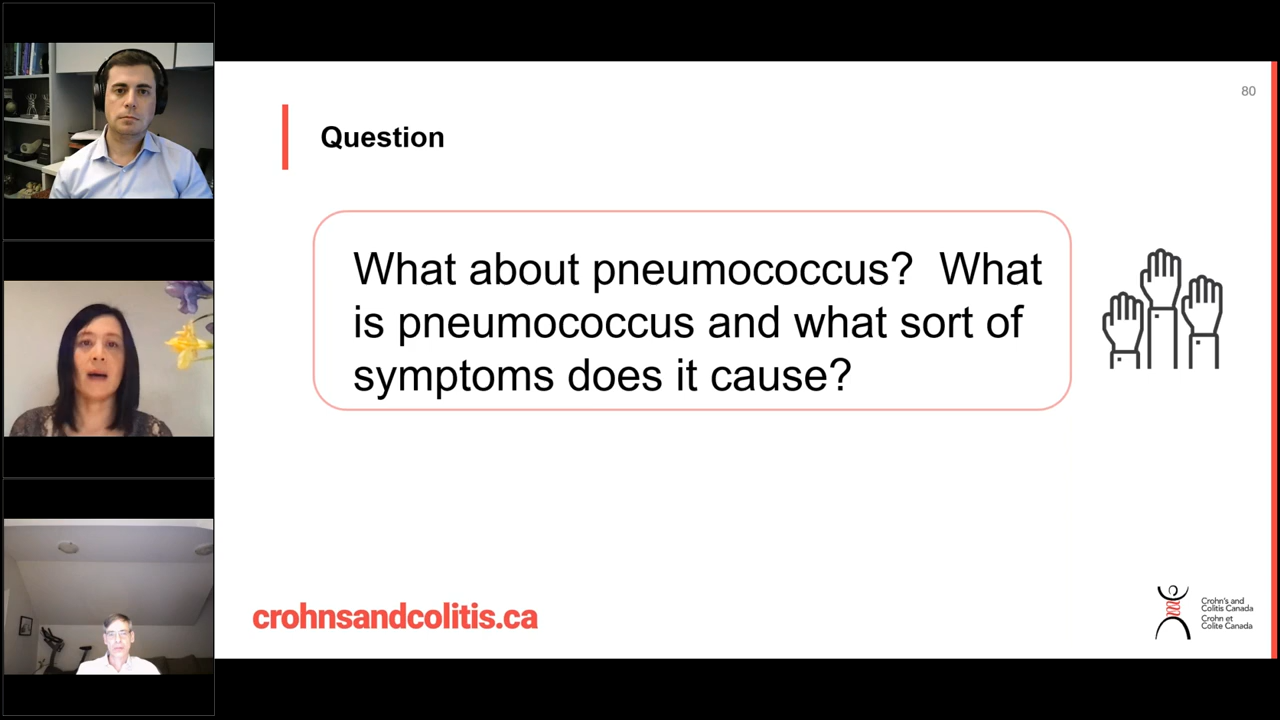 80
Question
What about pneumococcus?  What
is pneumococcus and what sort of
symptoms does it cause?
crohnsandcolitis.ca
Crohn's and
Colitis Canada
Crohn et
Colite Canada